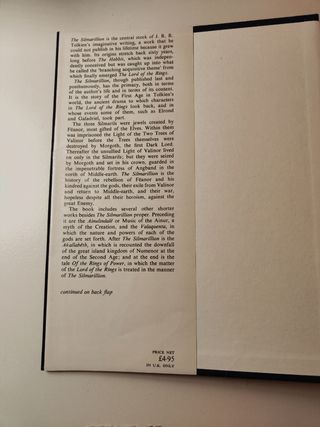 The Silmarillion is the central stock of J. R. R.
Tolkien's imaginative writing, a work that he
could not publish in his lifetime because it grew
with him. Its origins stretch back sixty years,
long before The Hobbit, which was indepen-
dently conceived but was caught up into what
he called the 'branching acquisitive theme' from
which finally emerged The Lord of the Rings.
The Silmarillion, though published last and
posthumously, has the primacy, both in terms
of the author's life and in terms of its content.
It is the story of the First Age in Tolkien's
world, the ancient drama to which characters
in The Lord of the Rings look back, and in
whose events some of them, such as Elrond
and Galadriel, took part.
The three Silmarils were jewels created by
Fëanor, most gifted of the Elves. Within them
was imprisoned the Light of the Two Trees of
Valinor before the Trees themselves were
destroyed by Morgoth, the first Dark Lord.
Thereafter the unsullied Light of Valinor lived
on only in the Silmarils; but they were seized
by Morgoth and set in his crown, guarded in
the impenetrable fortress of Angband in the
north of Middle-earth. The Silmarillion is the
history of the rebellion of Fëanor and his
kindred against the gods, their exile from Valinor
and return to Middle-earth, and their war,
hopeless despite all their heroism, against the
great Enemy.
The book includes several other shorter
works besides The Silmarillion proper. Preceding
it are the Ainulindalë or Music of the Ainur, a
myth of the Creation, and the Valaquenta, in
which the nature and powers of each of the
gods are set forth. After The Silmarillion is the
Akallabêth, in which is recounted the downfall
of the great island kingdom of Númenor at the
end of the Second Age; and at the end is the
tale Of the Rings of Power, in which the matter
of the Lord of the Rings is treated in the manner
of The Silmarillion.
continued on back flap
PRICE NET
£4·95
IN U.K. ONLY